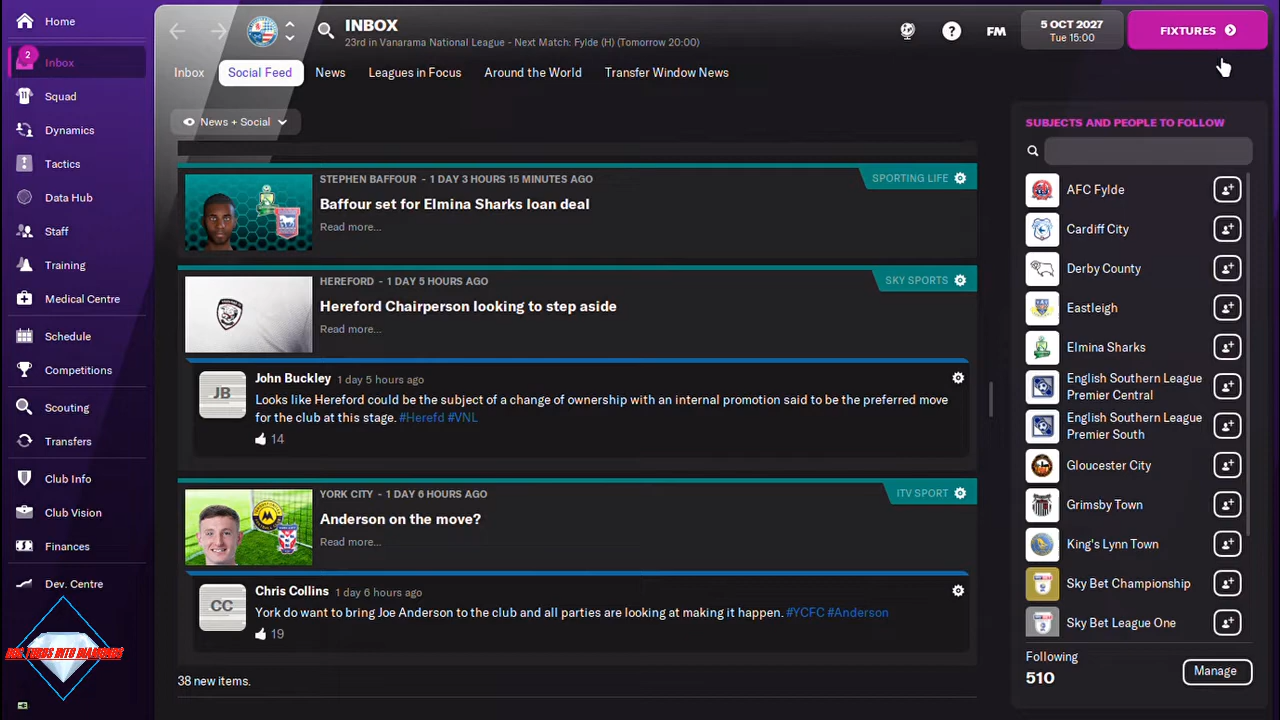 Home
2
Inbox
Squad
Dynamics
Tactics
Data Hub
Staff
Training
Medical Centre
Schedule
Competitions
Scouting
Transfers
Club Info
Club Vision
Finances
Dev. Centre
INBOX
23rd in Vanarama National League - Next Match: Fylde (H) (Tomorrow 20:00)
?
FM
5 OCT 2027
Tue 15:00
FIXTURES
Inbox
Social Feed
News
Leagues in Focus
Around the World
Transfer Window News
News + Social
STEPHEN BAFFOUR - 1 DAY 3 HOURS 15 MINUTES AGO
SPORTING LIFE
Baffour set for Elmina Sharks loan deal
Read more...
HEREFORD - 1 DAY 5 HOURS AGO
SKY SPORTS
Hereford Chairperson looking to step aside
Read more...
JB
John Buckley 1 day 5 hours ago
Looks like Hereford could be the subject of a change of ownership with an internal promotion said to be the preferred move
for the club at this stage. #Herefd #VNL
14
YORK CITY - 1 DAY 6 HOURS AGO
ITV SPORT
Anderson on the move?
Read more...
CC
Chris Collins 1 day 6 hours ago
York do want to bring Joe Anderson to the club and all parties are looking at making it happen. #YCFC #Anderson
19
38 new items.
SUBJECTS AND PEOPLE TO FOLLOW
AFC Fylde
Cardiff City
Derby County
Eastleigh
Elmina Sharks
English Southern League
Premier Central
English Southern League
Premier South
Gloucester City
Grimsby Town
King's Lynn Town
Sky Bet Championship
Sky Bet League One
Following
510
Manage